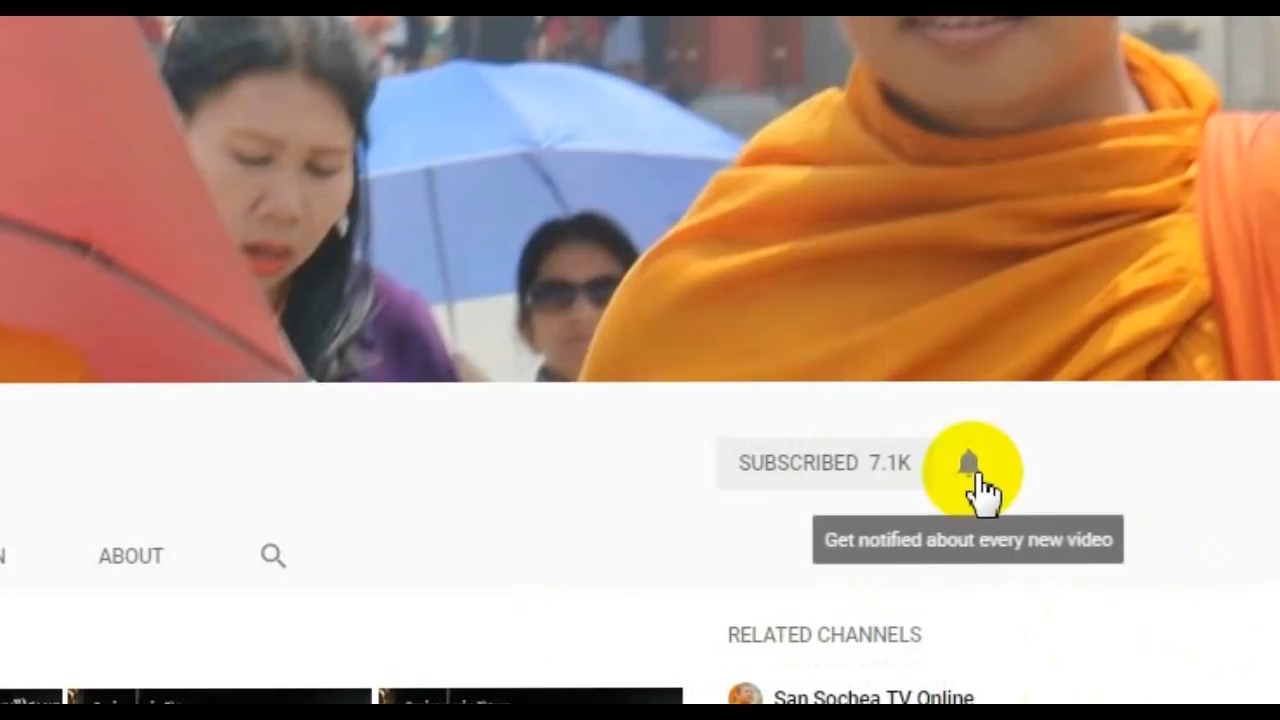 SUBSCRIBED 7.1K
Get notified about every new video
N
ABOUT
RELATED CHANNELS
San Sochea TV Online